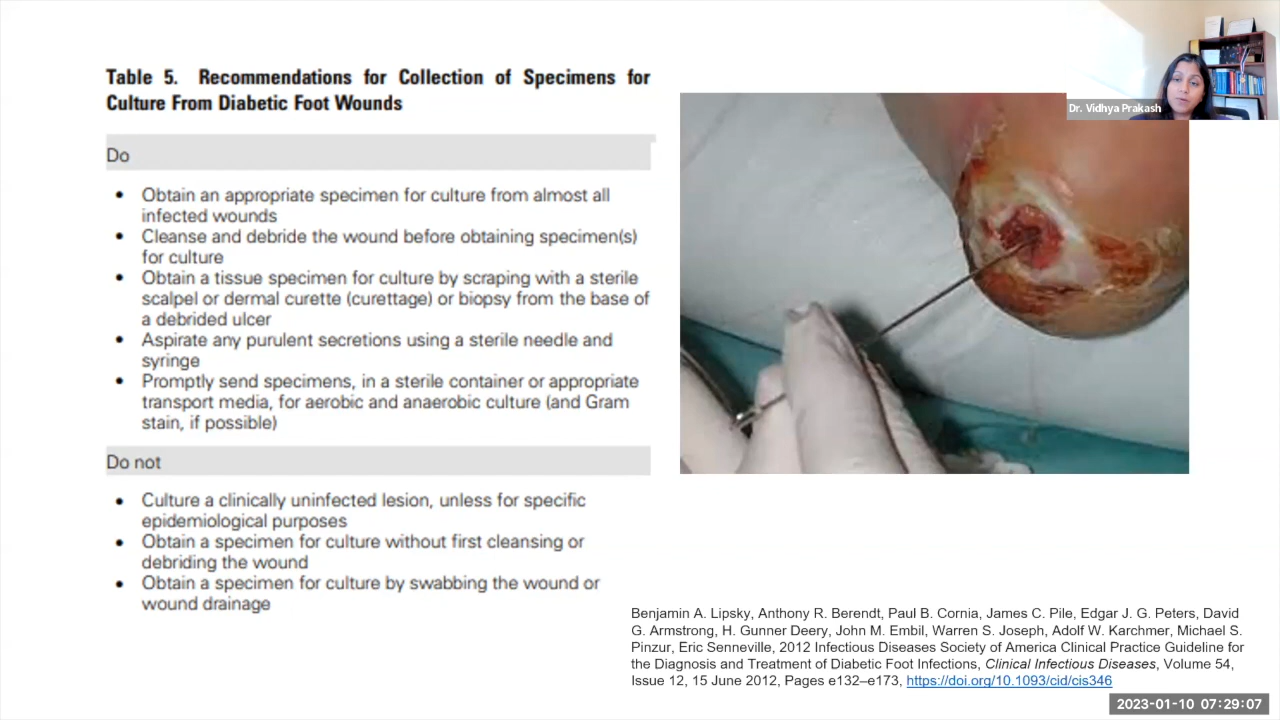 Table 5. Recommendations for Collection of Specimens for
Culture From Diabetic Foot Wounds
Do
• Obtain an appropriate specimen for culture from almost all
infected wounds
• Cleanse and debride the wound before obtaining specimen(s)
for culture
• Obtain a tissue specimen for culture by scraping with a sterile
scalpel or dermal curette (curettage) or biopsy from the base of
a debrided ulcer
• Aspirate any purulent secretions using a sterile needle and
syringe
• Promptly send specimens, in a sterile container or appropriate
transport media, for aerobic and anaerobic culture (and Gram
stain, if possible)
Do not
• Culture a clinically uninfected lesion, unless for specific
epidemiological purposes
• Obtain a specimen for culture without first cleansing or
debriding the wound
• Obtain a specimen for culture by swabbing the wound or
wound drainage
Dr. Vidhya Prakash
Benjamin A. Lipsky, Anthony R. Berendt, Paul B. Cornia, James C. Pile, Edgar J. G. Peters, David
G. Armstrong, H. Gunner Deery, John M. Embil, Warren S. Joseph, Adolf W. Karchmer, Michael S.
Pinzur, Eric Senneville, 2012 Infectious Diseases Society of America Clinical Practice Guideline for
the Diagnosis and Treatment of Diabetic Foot Infections, Clinical Infectious Diseases, Volume 54,
Issue 12, 15 June 2012, Pages e132–e173, https://doi.org/10.1093/cid/cis346
2023-01-10 07:29:07